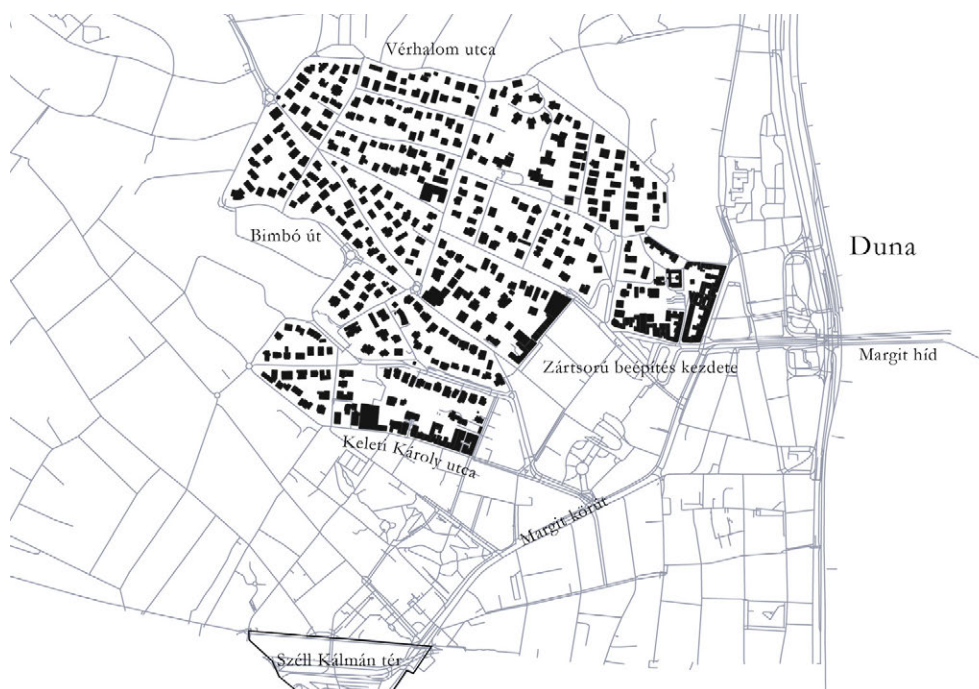 Vérhalom utca
Bimbó út
Duna
Margit híd
Zártsorú beépítés kezdete
Keleti Károly utca
Margit körút
Széll Kálmán tér